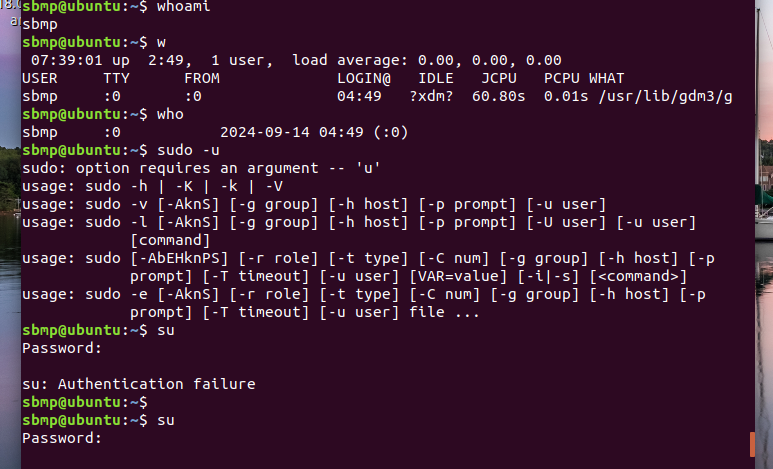 18.
a
sbmp@ubuntu:~$ whoami
sbmp
sbmp@ubuntu:~$ w
 07:39:01 up  2:49,  1 user,  load average: 0.00, 0.00, 0.00
USER     TTY      FROM             LOGIN@   IDLE   JCPU   PCPU WHAT
sbmp     :0       :0               04:49   ?xdm?  60.80s  0.01s /usr/lib/gdm3/g
sbmp@ubuntu:~$ who
sbmp     :0           2024-09-14 04:49 (:0)
sbmp@ubuntu:~$ sudo -u
sudo: option requires an argument -- 'u'
usage: sudo -h | -K | -k | -V
usage: sudo -v [-AknS] [-g group] [-h host] [-p prompt] [-u user]
usage: sudo -l [-AknS] [-g group] [-h host] [-p prompt] [-U user] [-u user]
            [command]
usage: sudo [-AbEHknPS] [-r role] [-t type] [-C num] [-g group] [-h host] [-p
            prompt] [-T timeout] [-u user] [VAR=value] [-i|-s] [<command>]
usage: sudo -e [-AknS] [-r role] [-t type] [-C num] [-g group] [-h host] [-p
            prompt] [-T timeout] [-u user] file ...
sbmp@ubuntu:~$ su
Password:
su: Authentication failure
sbmp@ubuntu:~$
sbmp@ubuntu:~$ su
Password: